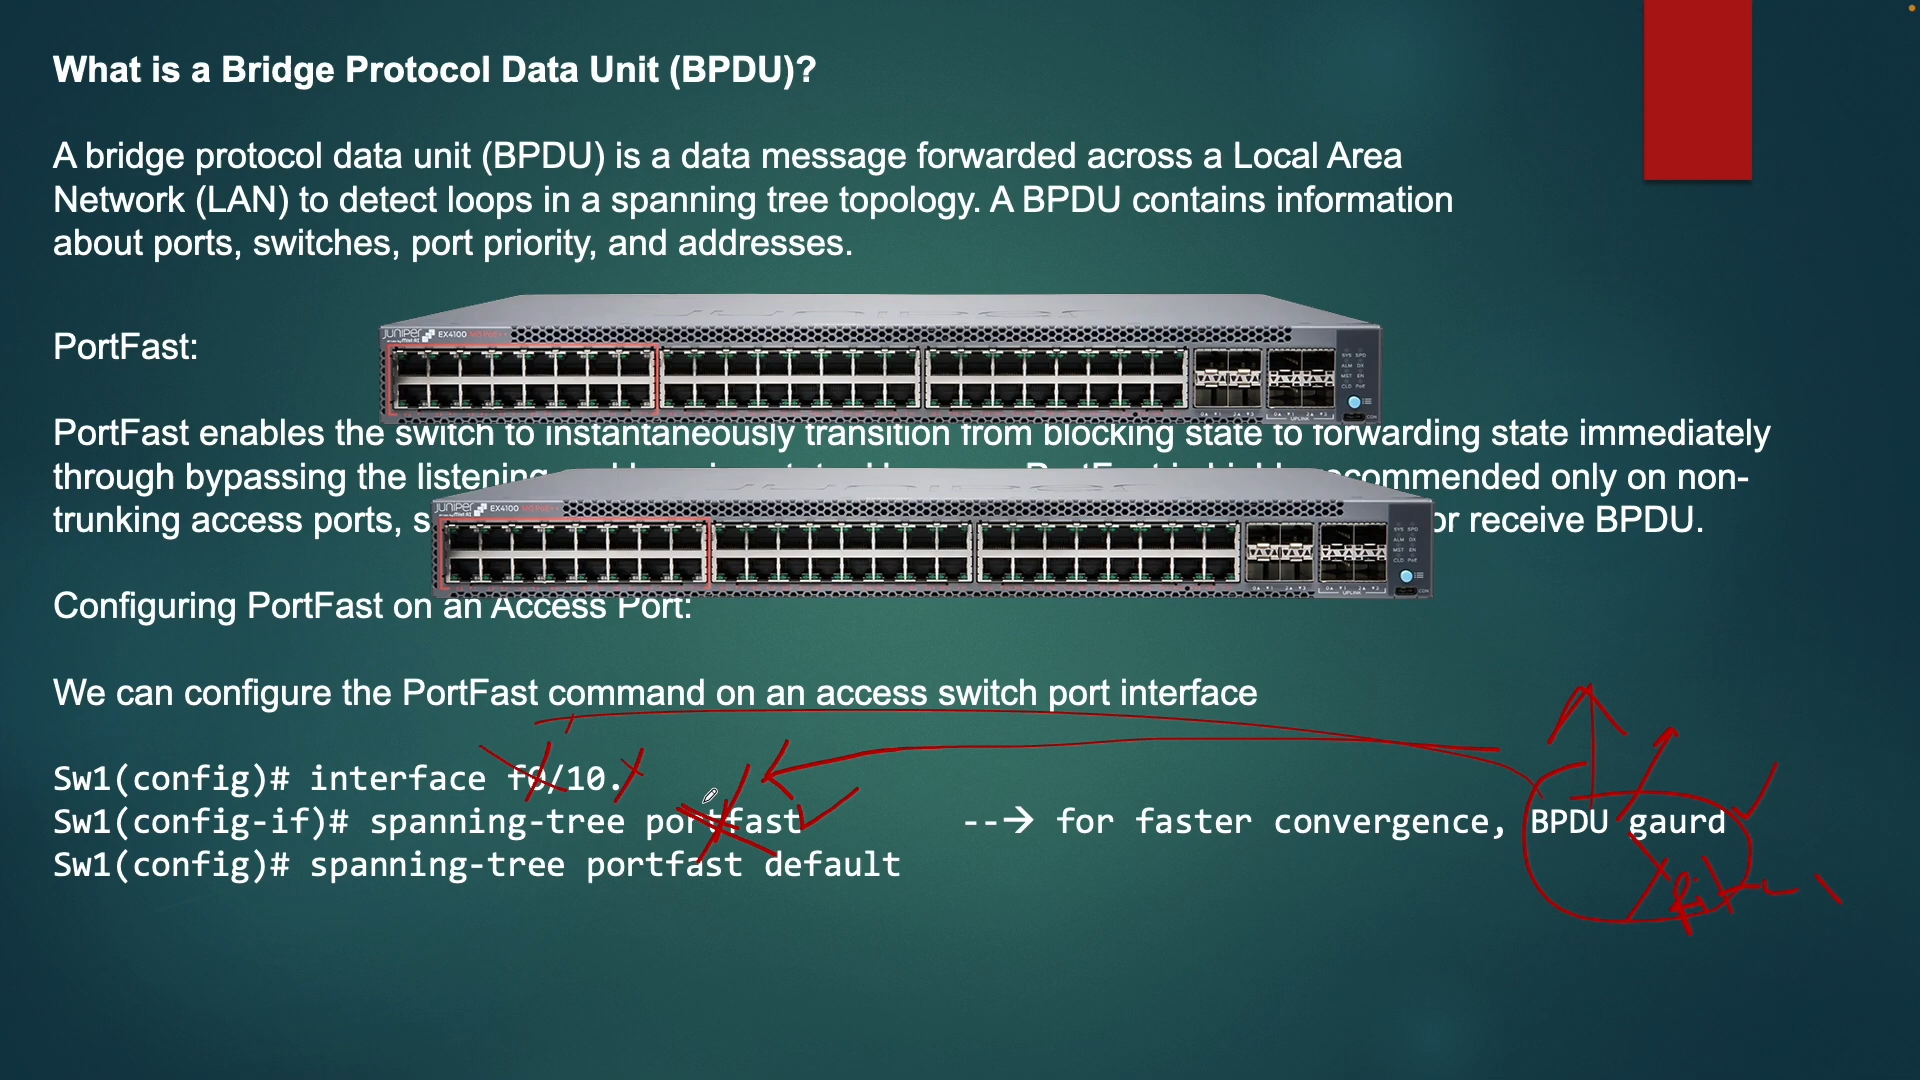 What is a Bridge Protocol Data Unit (BPDU)?
A bridge protocol data unit (BPDU) is a data message forwarded across a Local Area
Network (LAN) to detect loops in a spanning tree topology. A BPDU contains information
about ports, switches, port priority, and addresses.
JUNIPEr EX4100
PortFast:
PortFast enables the switch to instantaneously transition from blocking state to forwarding state immediately
through bypassing the listening recommended only on non-
trunking access ports, or receive BPDU.
JUNIPEr EX4100
Configuring PortFast on an Access Port:
We can configure the PortFast command on an access switch port interface
Sw1(config)# interface f0/10.
Sw1(config-if)# spanning-tree portfast --→ for faster convergence, BPDU gaurd
Sw1(config)# spanning-tree portfast default